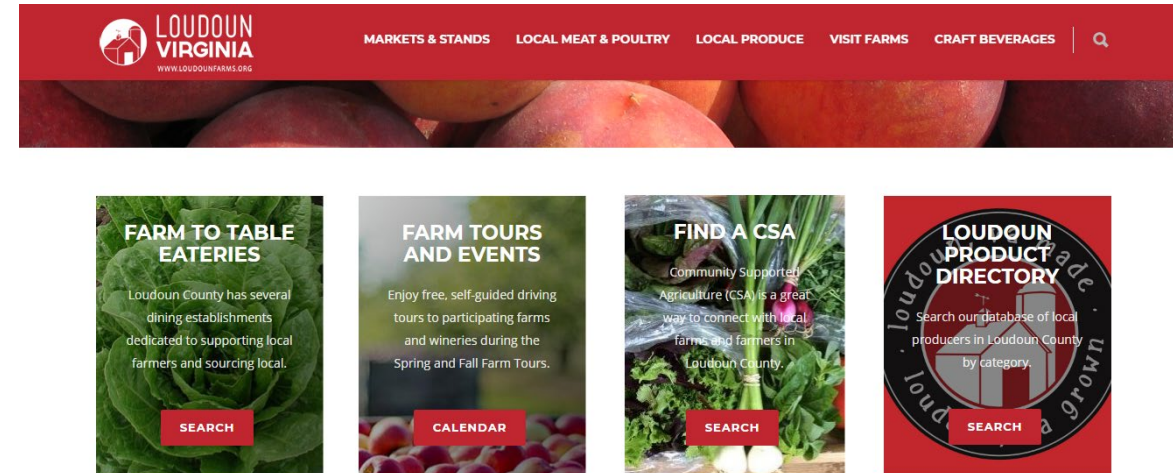 LOUDOUN
VIRGINIA
WWW.LOUDOUNFARMS.ORG
MARKETS & STANDS
LOCAL MEAT & POULTRY
LOCAL PRODUCE
VISIT FARMS
CRAFT BEVERAGES
FARM TO TABLE
EATERIES
Loudoun County has several
dining establishments
dedicated to supporting local
farmers and sourcing local.
SEARCH
FARM TOURS
AND EVENTS
Enjoy free, self-guided driving
tours to participating farms
and wineries during the
Spring and Fall Farm Tours.
CALENDAR
FIND A CSA
Community Supported
Agriculture (CSA) is a great
way to connect with local
farms and farmers in
Loudoun County.
SEARCH
LOUDOUN
PRODUCT
DIRECTORY
Search our database of local
producers in Loudoun County
by category.
SEARCH
made
grown